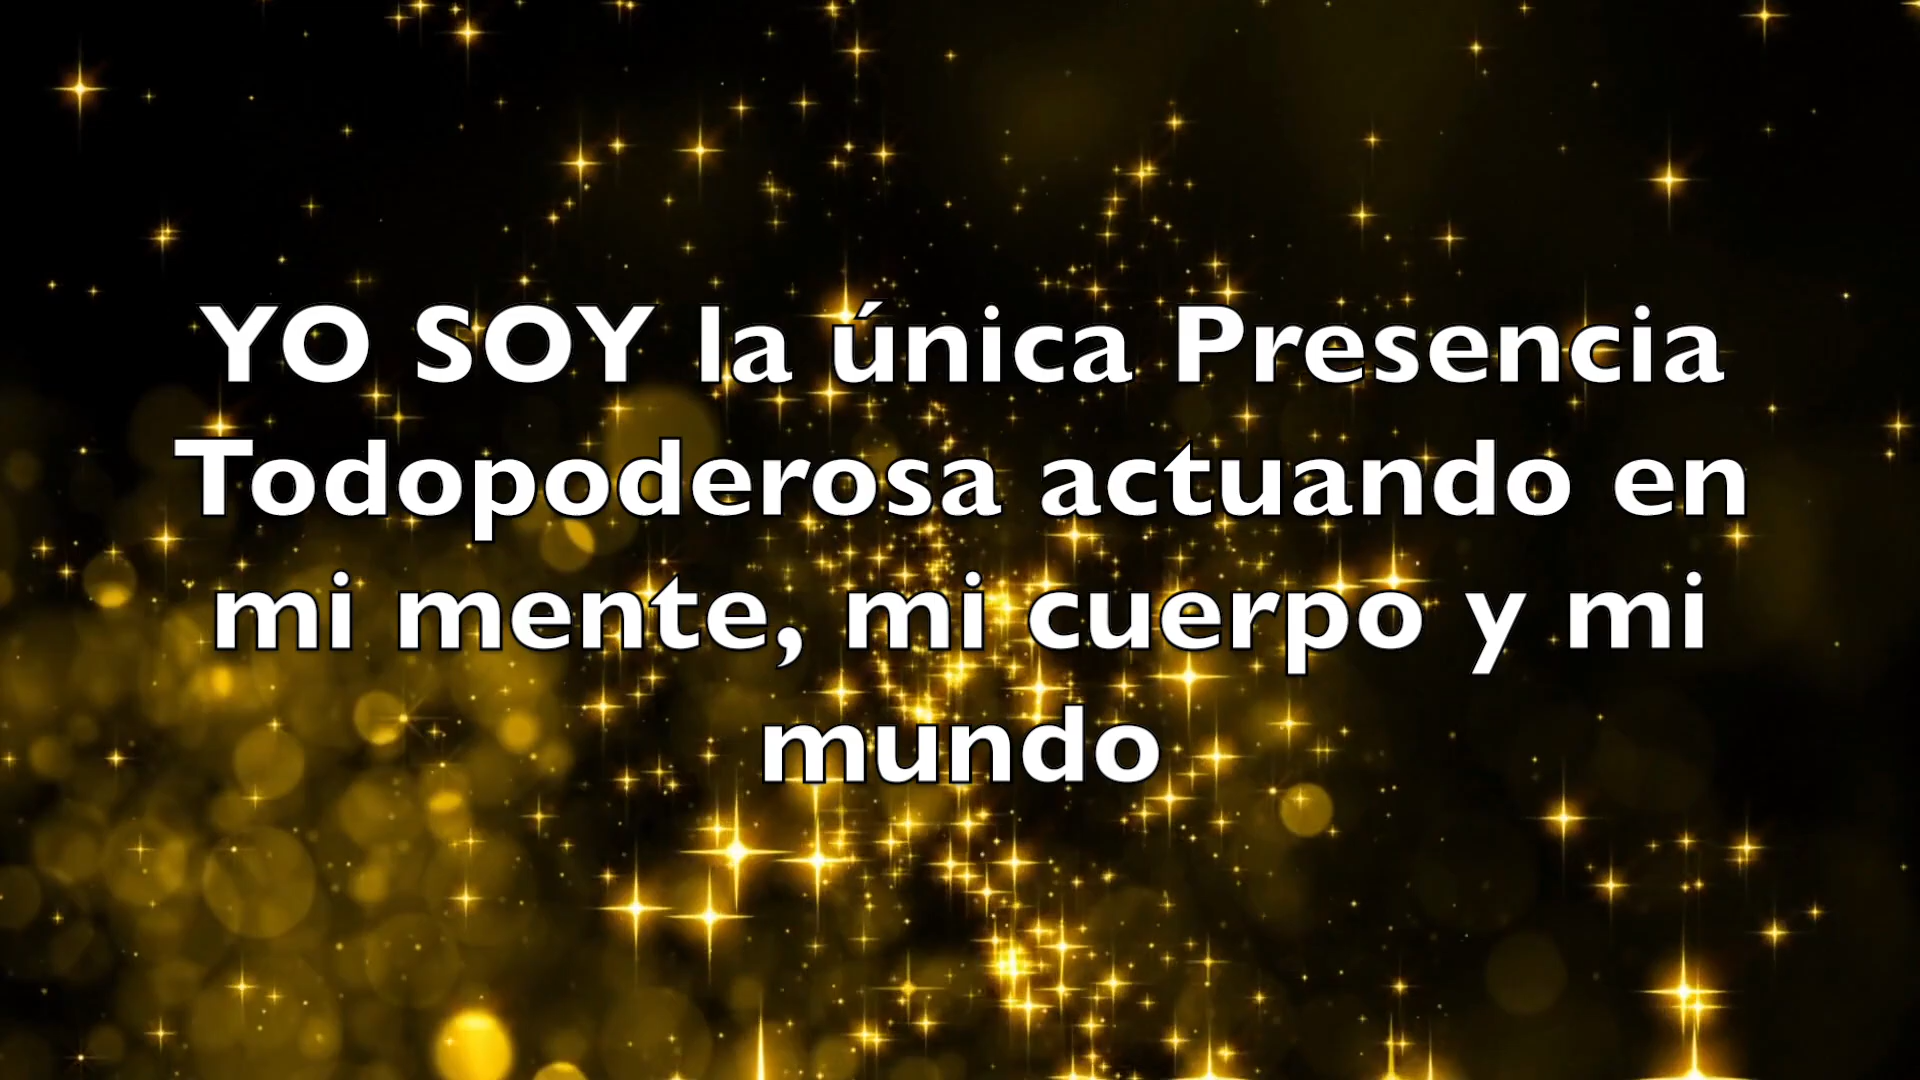 YO SOY la única Presencia
Todopoderosa actuando en
mi mente, mi cuerpo y mi
mundo